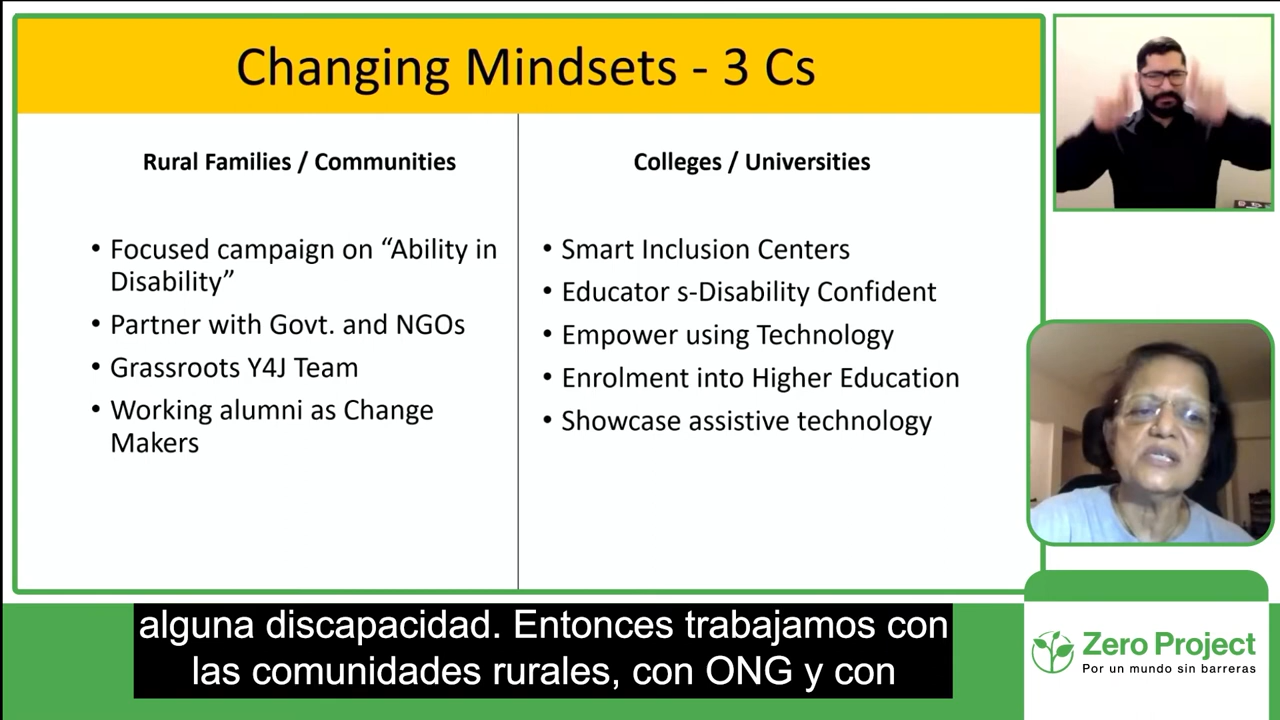 Changing Mindsets - 3 Cs
Rural Families / Communities
• Focused campaign on “Ability in
Disability”
• Partner with Govt. and NGOs
• Grassroots Y4J Team
• Working alumni as Change
Makers
Colleges / Universities
• Smart Inclusion Centers
• Educator s-Disability Confident
• Empower using Technology
• Enrolment into Higher Education
• Showcase assistive technology
alguna discapacidad. Entonces trabajamos con
las comunidades rurales, con ONG y con
Zero Project
Por un mundo sin barreras